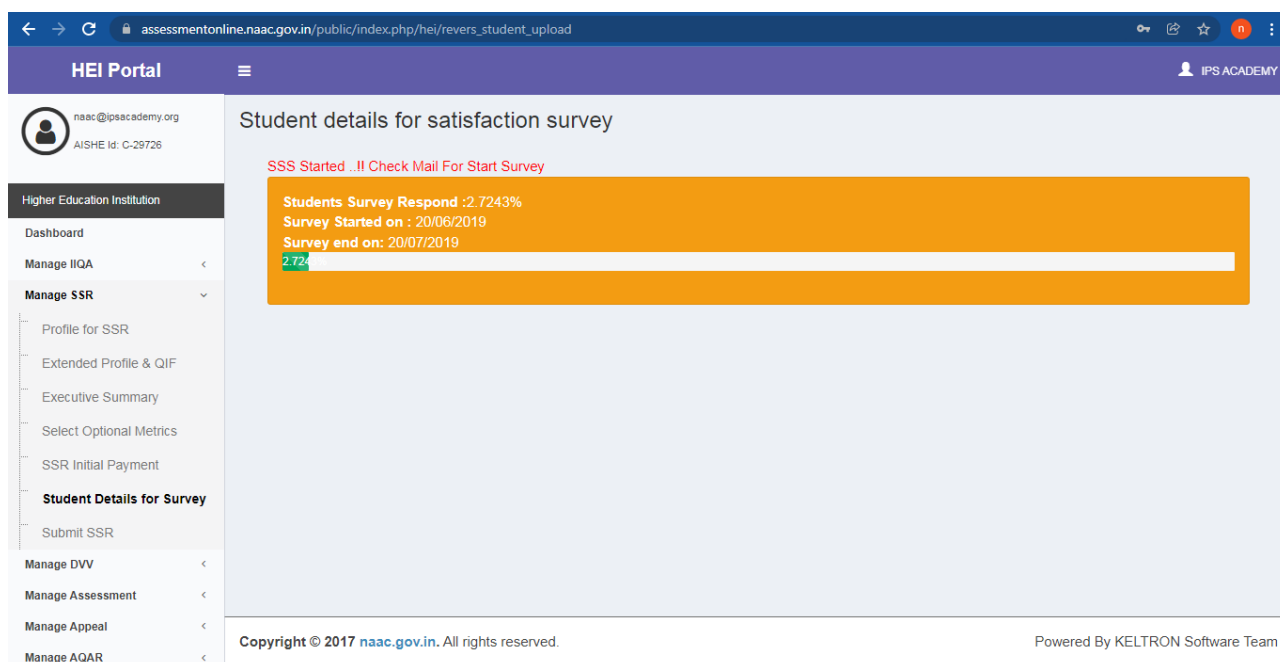 assessmentonline.naac.gov.in/public/index.php/hei/revers_student_upload
n
HEI Portal
IPS ACADEMY
naac@ipsacademy.org
AISHE Id: C-29726
Higher Education Institution
Dashboard
Manage IIQA
Manage SSR
Profile for SSR
Extended Profile & QIF
Executive Summary
Select Optional Metrics
SSR Initial Payment
Student Details for Survey
Submit SSR
Manage DVV
Manage Assessment
Manage Appeal
Manage AQAR
Student details for satisfaction survey
SSS Started ..!! Check Mail For Start Survey
Students Survey Respond :2.7243%
Survey Started on : 20/06/2019
Survey end on: 20/07/2019
Copyright © 2017 naac.gov.in. All rights reserved.
Powered By KELTRON Software Team